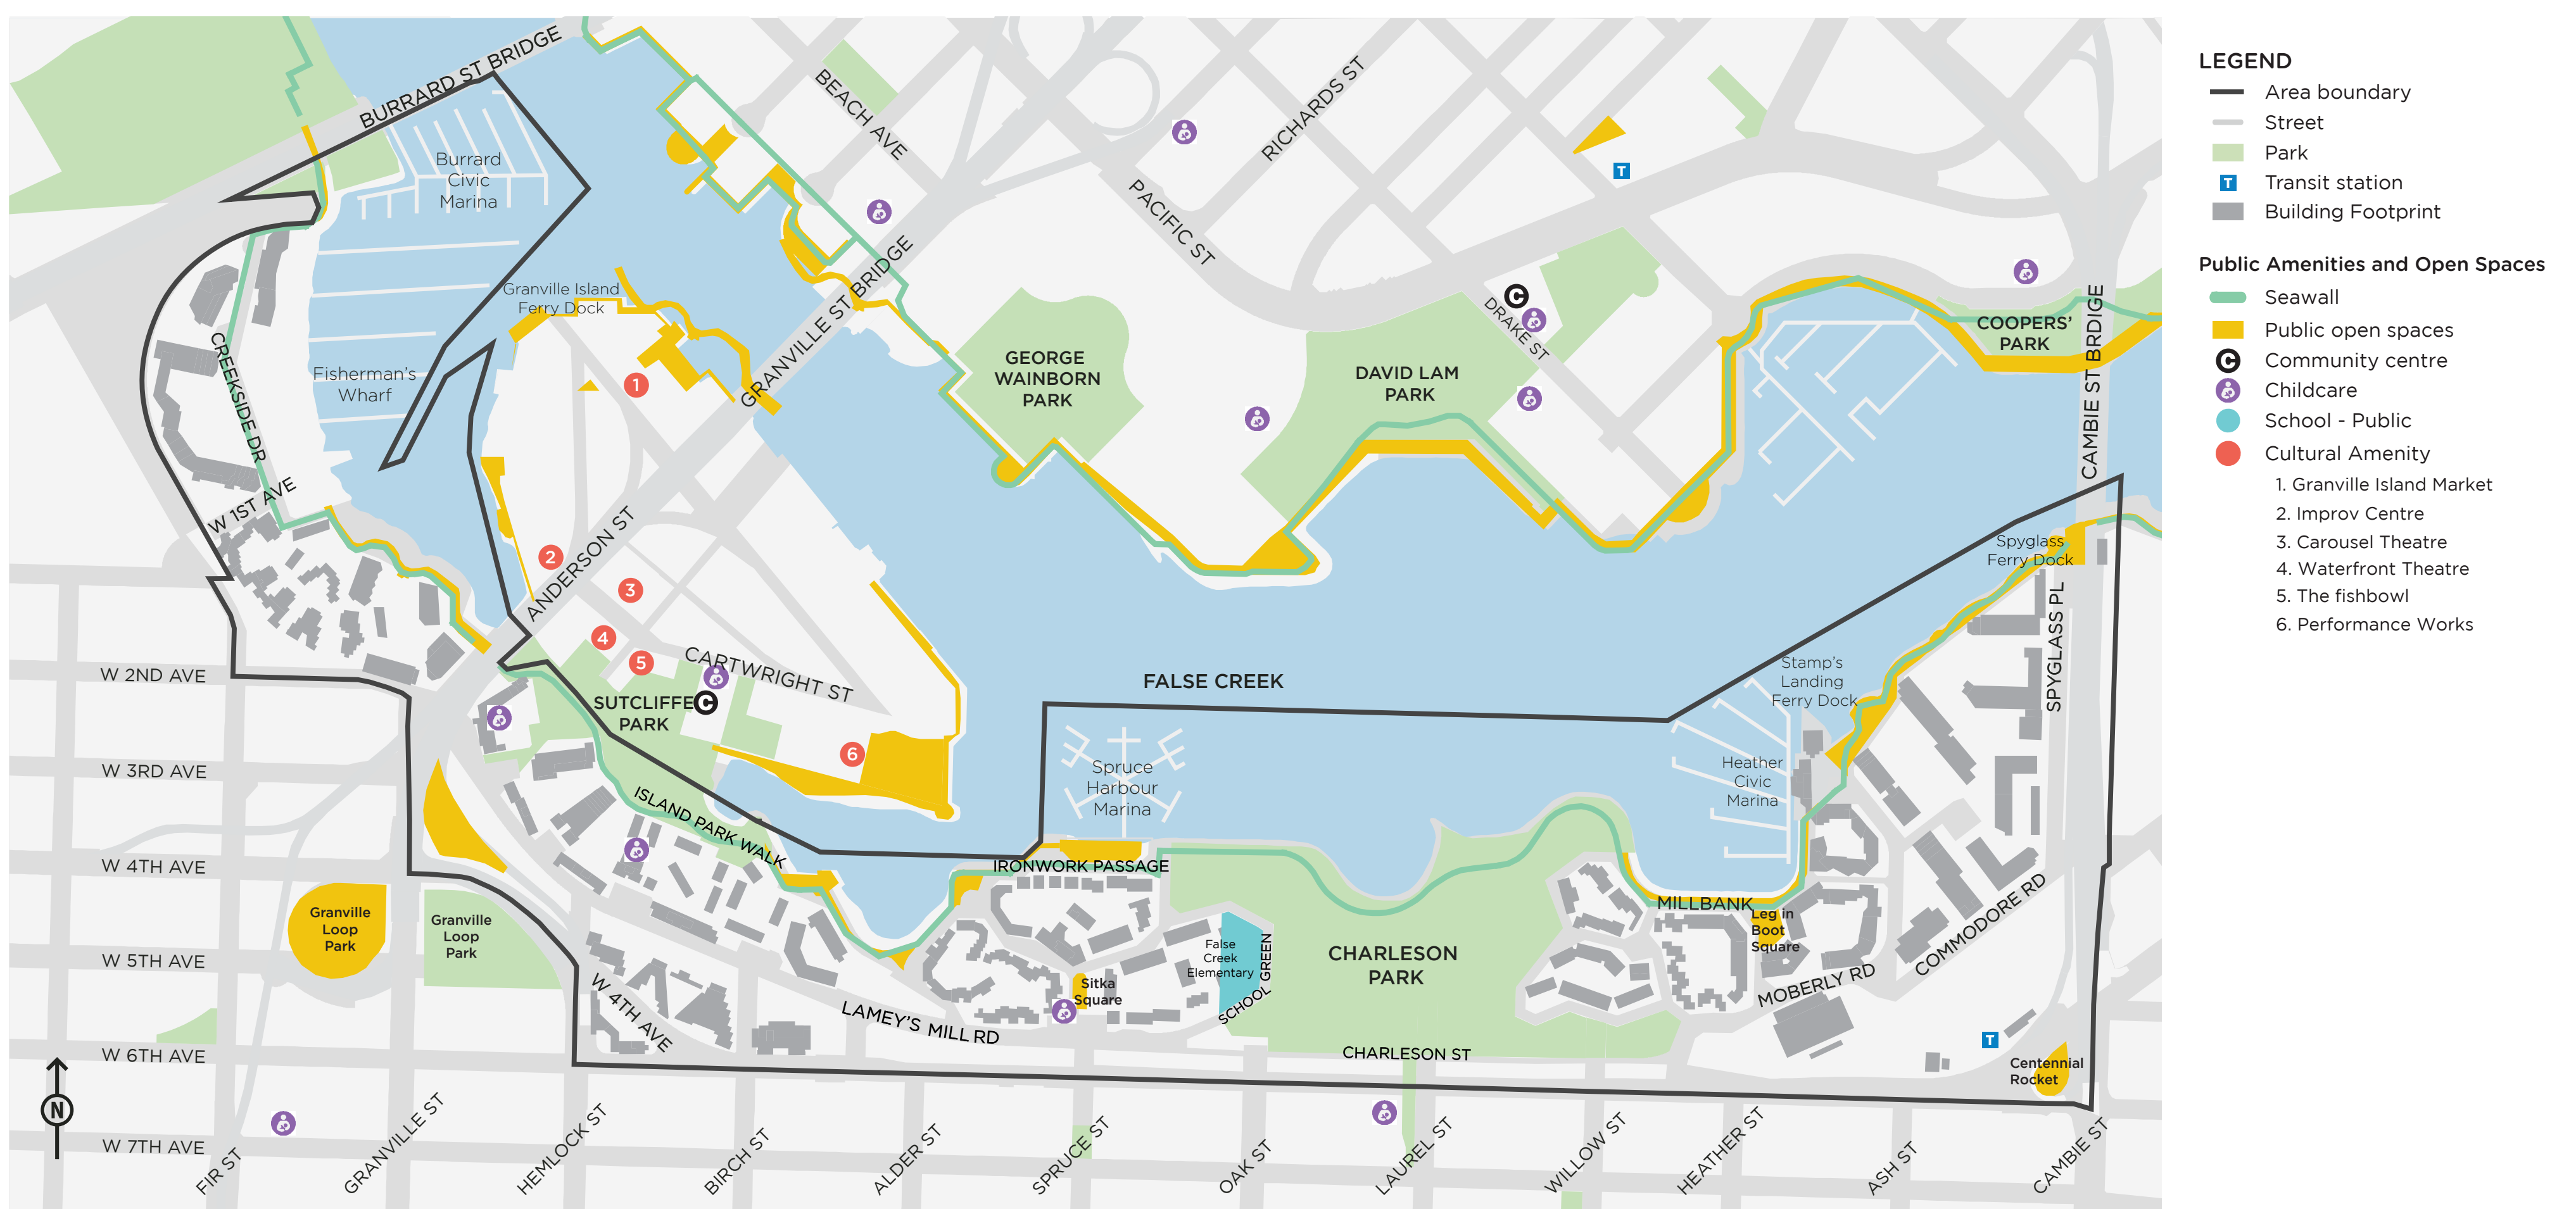 BURRARD ST BRIDGE
BEACH AVE
RICHARDS ST
PACIFIC ST
Burrard
Civic
Marina
T
Granville Island
Ferry Dock
GRANVILLE ST BRIDGE
C
DRAKE ST
COOPERS'
PARK
CAMBIE ST BRDIGE
CREEKSIDE DR
Fisherman's
Wharf
1
GEORGE
WAINBORN
PARK
DAVID LAM
PARK
W 1ST AVE
ANDERSON ST
2
3
4
5
CARTWRIGHT ST
Spyglass
Ferry Dock
SPYGLASS PL
W 2ND AVE
SUTCLIFFE
PARK
C
FALSE CREEK
Stamp's
Landing
Ferry Dock
6
W 3RD AVE
ISLAND PARK WALK
Spruce
Harbour
Marina
Heather
Civic
Marina
W 4TH AVE
IRONWORK PASSAGE
MILLBANK
Leg in
Boot
Square
COMMODORE RD
Granville
Loop
Park
Granville
Loop
Park
False
Creek
Elementary
SCHOOL GREEN
CHARLESON
PARK
W 5TH AVE
W 4TH AVE
LAMEY'S MILL RD
Sitka
Square
MOBERLY RD
T
W 6TH AVE
CHARLESON ST
Centennial
Rocket
N
W 7TH AVE
FIR ST
GRANVILLE ST
HEMLOCK ST
BIRCH ST
ALDER ST
SPRUCE ST
OAK ST
LAUREL ST
WILLOW ST
HEATHER ST
ASH ST
CAMBIE ST
LEGEND
Area boundary
Street
Park
T Transit station
Building Footprint
Public Amenities and Open Spaces
Seawall
Public open spaces
C Community centre
Childcare
School - Public
Cultural Amenity
1. Granville Island Market
2. Improv Centre
3. Carousel Theatre
4. Waterfront Theatre
5. The fishbowl
6. Performance Works